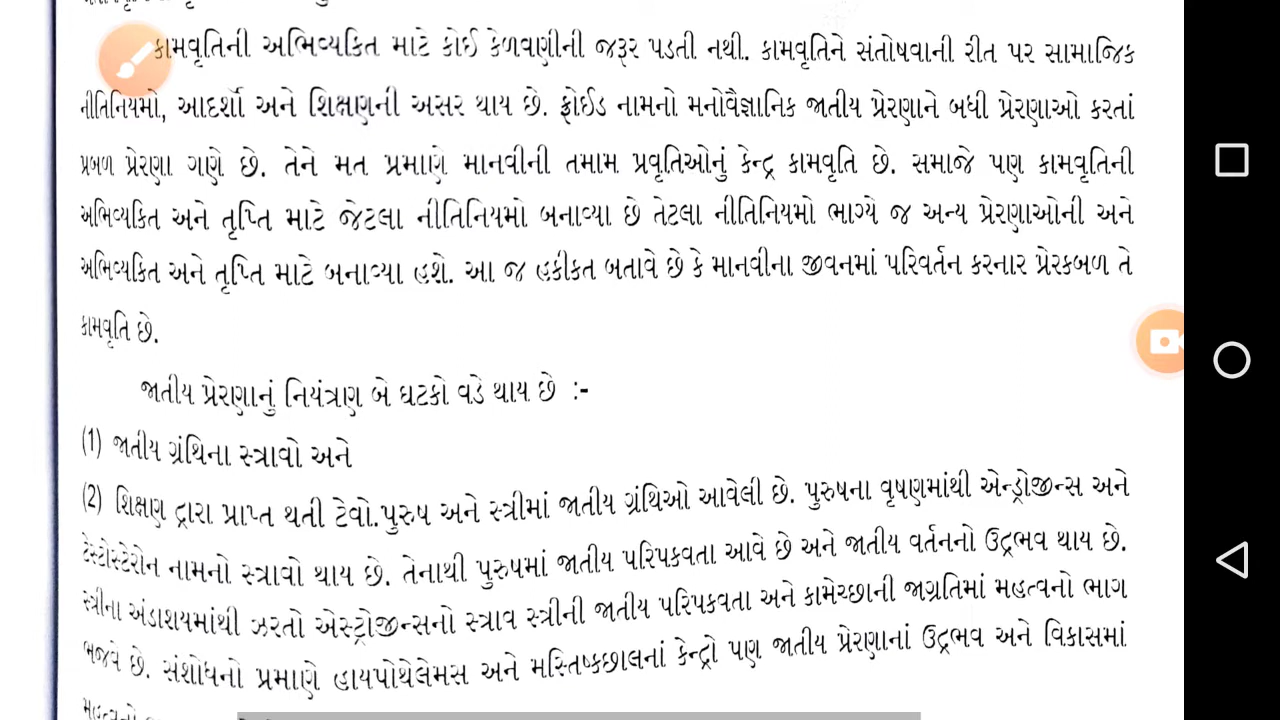 કામવૃતિની અભિવ્યકિત માટે કોઈ કેળવણીની જરૂર પડતી નથી. કામવૃતિને સંતોષવાની રીત પર સામાજિક
નીતિનિયમો, આદર્શો અને શિક્ષણની અસર થાય છે. ફ્રોઈડ નામનો મનોવૈજ્ઞાનિક જાતીય પ્રેરણાને બધી પ્રેરણાઓ કરતાં
પ્રબળ પ્રેરણા ગણે છે. તેને મત પ્રમાણે માનવીની તમામ પ્રવૃતિઓનું કેન્દ્ર કામવૃતિ છે. સમાજે પણ કામવૃતિની
અભિવ્યકિત અને તૃપ્તિ માટે જેટલા નીતિનિયમો બનાવ્યા છે તેટલા નીતિનિયમો ભાગ્યે જ અન્ય પ્રેરણાઓની અને
અભિવ્યકિત અને તૃપ્તિ માટે બનાવ્યા હશે. આ જ હકીકત બતાવે છે કે માનવીના જીવનમાં પરિવર્તન કરનાર પ્રેરકબળ તે
કામવૃતિ છે.
જાતીય પ્રેરણાનું નિયંત્રણ બે ઘટકો વડે થાય છે :-
(1) જાતીય ગ્રંથિના સ્ત્રાવો અને
(2) શિક્ષણ દ્વારા પ્રાપ્ત થતી ટેવો.પુરુષ અને સ્ત્રીમાં જાતીય ગ્રંથિઓ આવેલી છે. પુરુષના વૃષણમાંથી એન્ડ્રોજીન્સ અને
ટેસ્ટોસ્ટેરોન નામનો સ્ત્રાવો થાય છે. તેનાથી પુરુષમાં જાતીય પરિપકવતા આવે છે અને જાતીય વર્તનનો ઉદ્રભવ થાય છે.
સ્ત્રીના અંડાશયમાંથી ઝરતો એસ્ટ્રોજીન્સનો સ્ત્રાવ સ્ત્રીની જાતીય પરિપકવતા અને કામેચ્છાની જાગ્રતિમાં મહત્વનો ભાગ
ભજવે છે. સંશોધનો પ્રમાણે હાયપોથેલેમસ અને મસ્તિષ્કછાલનાં કેન્દ્રો પણ જાતીય પ્રેરણાનાં ઉદ્રભવ અને વિકાસમાં